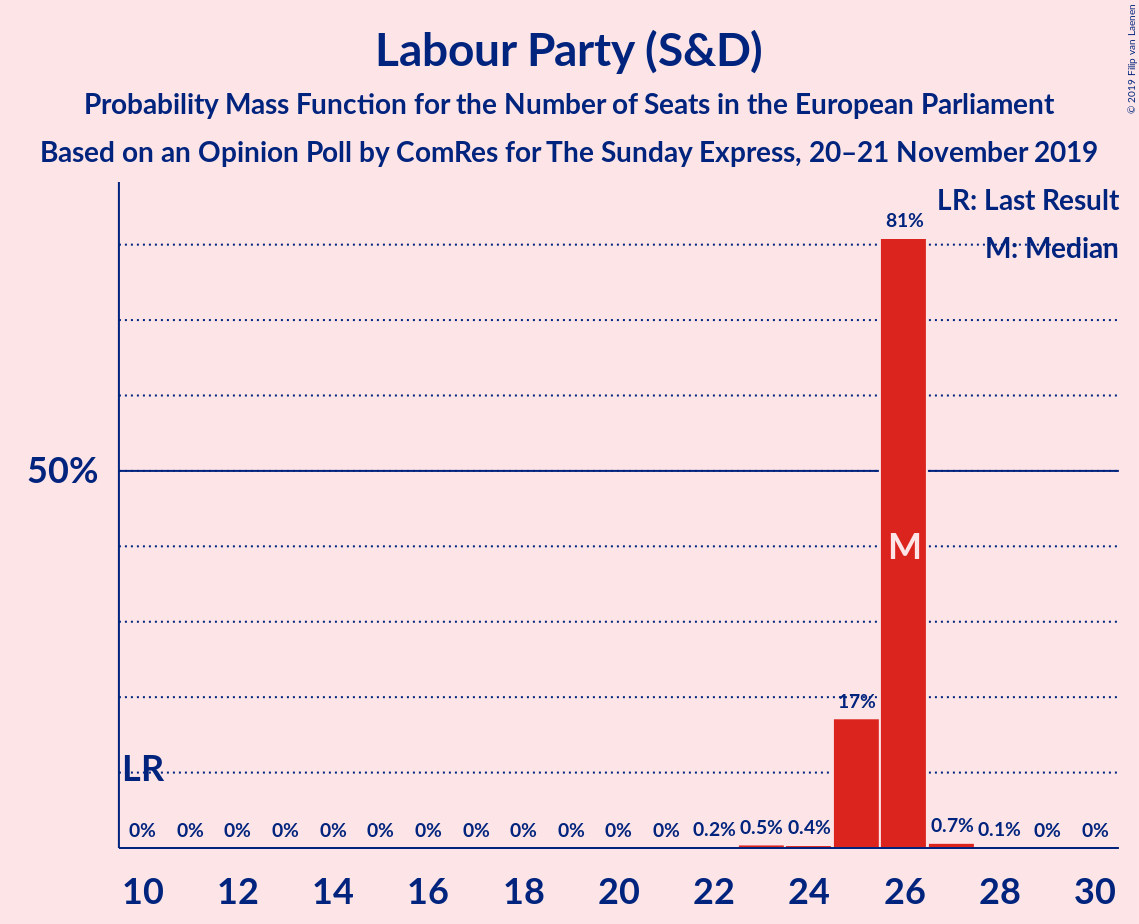 Labour Party (S&D)
Probability Mass Function for the Number of Seats in the European Parliament
Based on an Opinion Poll by ComRes for The Sunday Express, 20–21 November 2019
© 2019 Filip van Laenen
LR: Last Result
M: Median
81%
50%
M
17%
LR
0% 0% 0% 0% 0% 0% 0% 0% 0% 0% 0% 0% 0.2% 0.5% 0.4% 0.7% 0.1% 0% 0%
10 12 14 16 18 20 22 24 26 28 30